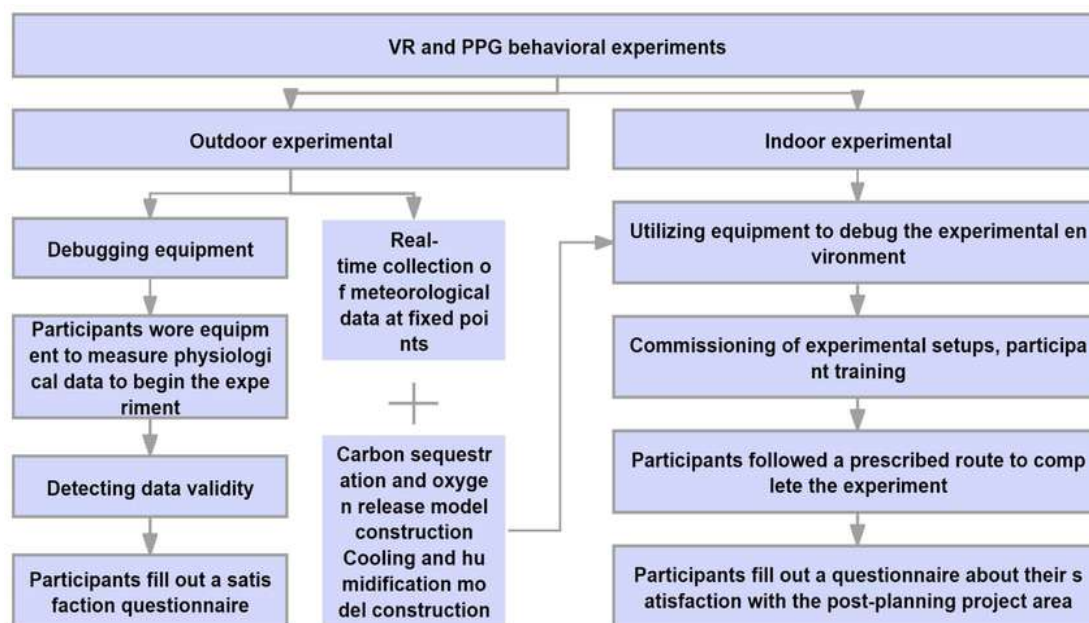 VR and PPG behavioral experiments
Outdoor experimental
Indoor experimental
Debugging equipment
Real-
time collection o
f meteorological
data at fixed poi
nts
Utilizing equipment to debug the experimental en
vironment
Participants wore equipm
ent to measure physiologi
cal data to begin the expe
riment
Commissioning of experimental setups, participa
nt training
Detecting data validity
Carbon sequestr
ation and oxyge
n release model
construction
Cooling and hu
midification mo
del construction
Participants followed a prescribed route to comp
lete the experiment
Participants fill out a satis
faction questionnaire
Participants fill out a questionnaire about their s
atisfaction with the post-planning project area